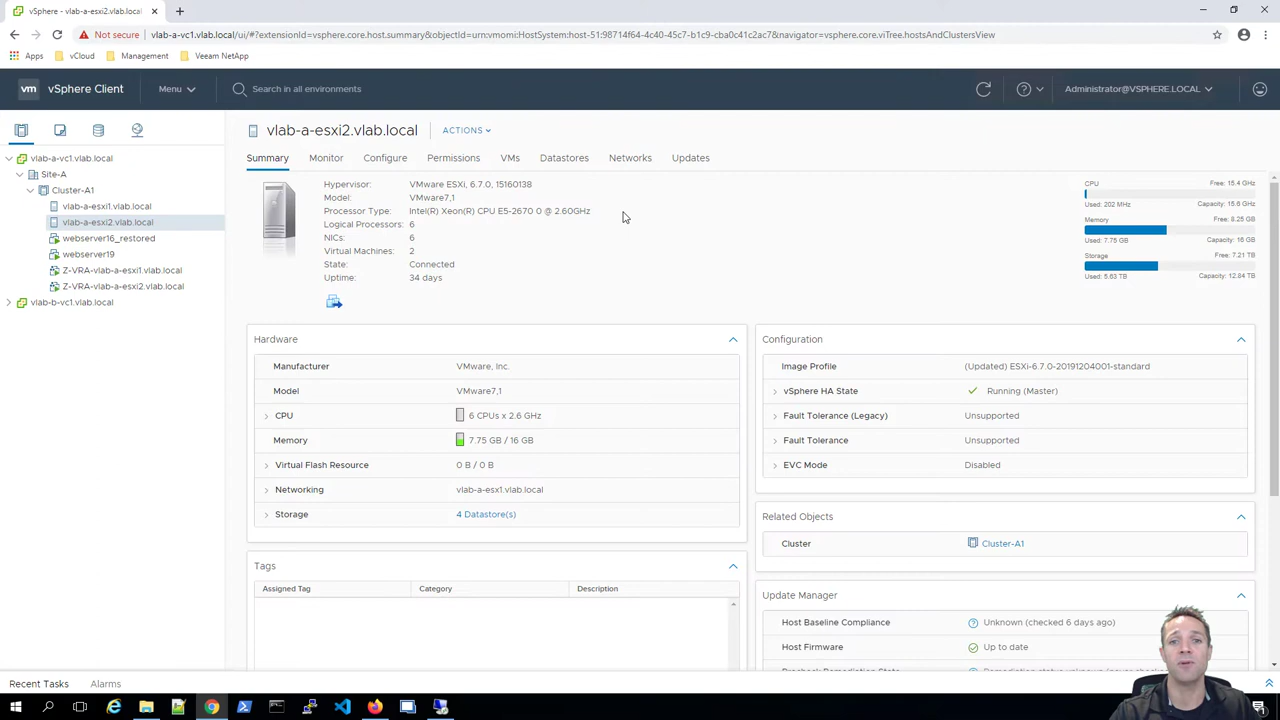 vSphere - vlab-a-esxi2.vlab.local
Not secure
vlab-a-vc1.vlab.local/ui/#?extensionId=vsphere.core.host.summary&objectId=urn:vmomi:HostSystem:host-51:98714f64-4c40-45c7-b1c9-cba0c41c2ac7&navigator=vsphere.core.viTree.hostsAndClustersView
Apps
vCloud
Management
Veeam NetApp
vm
vSphere Client
Menu
Search in all environments
Administrator@VSPHERE.LOCAL
vlab-a-vc1.vlab.local
Site-A
Cluster-A1
vlab-a-esxi1.vlab.local
vlab-a-esxi2.vlab.local
webserver16_restored
webserver19
Z-VRA-vlab-a-esxi1.vlab.local
Z-VRA-vlab-a-esxi2.vlab.local
vlab-b-vc1.vlab.local
vlab-a-esxi2.vlab.local
ACTIONS
Summary Monitor Configure Permissions VMs Datastores Networks Updates
Hypervisor: VMware ESXi, 6.7.0, 15160138
Model: VMware7,1
Processor Type: Intel(R) Xeon(R) CPU E5-2670 0 @ 2.60GHz
Logical Processors: 6
NICs: 6
Virtual Machines: 2
State: Connected
Uptime: 34 days
CPU Free: 15.4 GHz
Used: 202 MHz Capacity: 15.6 GHz
Memory Free: 8.25 GB
Used: 7.75 GB Capacity: 16 GB
Storage Free: 7.21 TB
Used: 5.63 TB Capacity: 12.84 TB
Hardware
Manufacturer VMware, Inc.
Model VMware7,1
CPU 6 CPUs x 2.6 GHz
Memory 7.75 GB / 16 GB
Virtual Flash Resource 0 B / 0 B
Networking vlab-a-esx1.vlab.local
Storage 4 Datastore(s)
Tags
Assigned Tag Category Description
Configuration
Image Profile (Updated) ESXi-6.7.0-20191204001-standard
vSphere HA State Running (Master)
Fault Tolerance (Legacy) Unsupported
Fault Tolerance Unsupported
EVC Mode Disabled
Related Objects
Cluster Cluster-A1
Update Manager
Host Baseline Compliance Unknown (checked 6 days ago)
Host Firmware Up to date
Recent Tasks Alarms